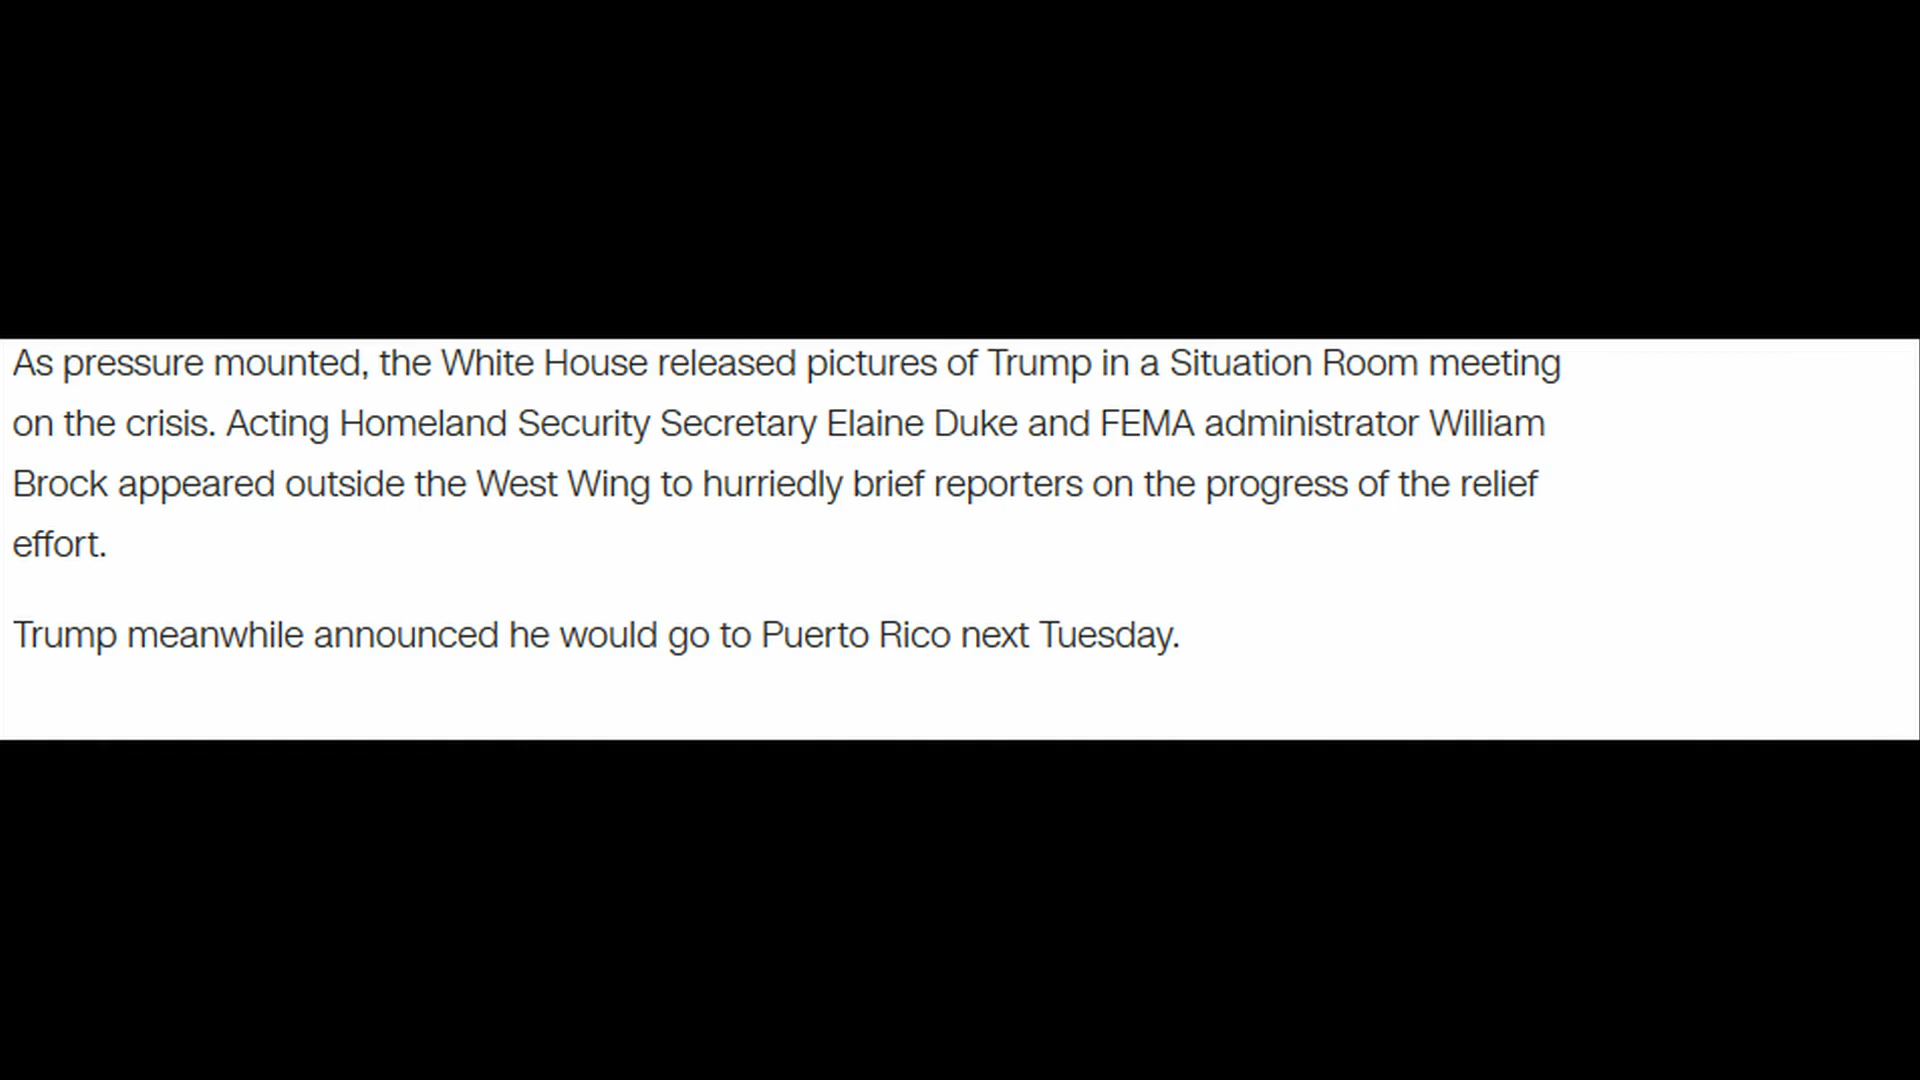 As pressure mounted, the White House released pictures of Trump in a Situation Room meeting
on the crisis. Acting Homeland Security Secretary Elaine Duke and FEMA administrator William
Brock appeared outside the West Wing to hurriedly brief reporters on the progress of the relief
effort.
Trump meanwhile announced he would go to Puerto Rico next Tuesday.